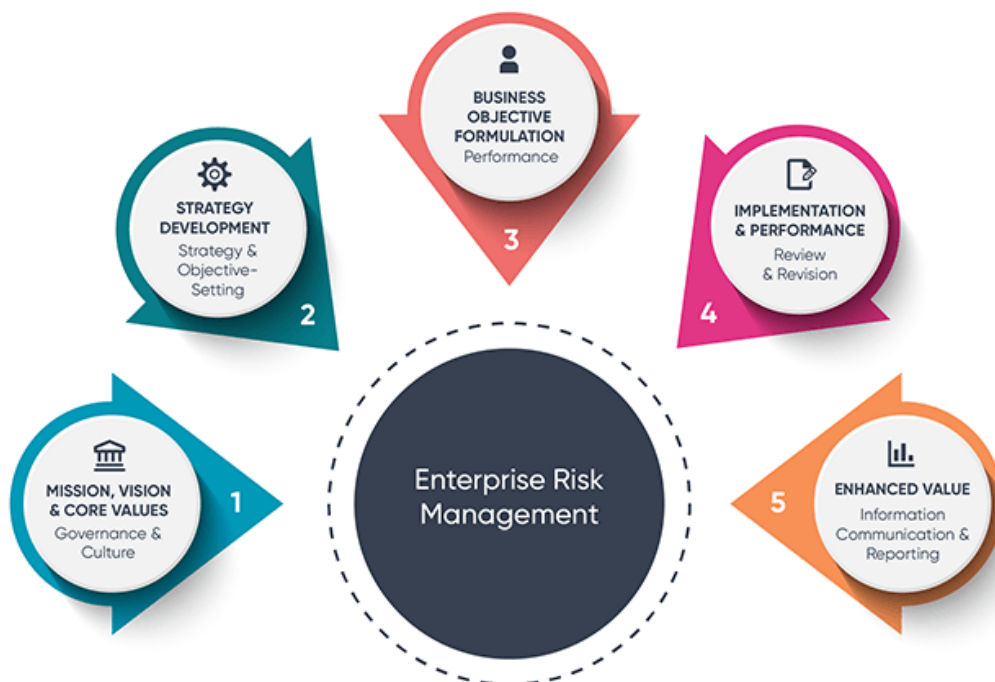 MISSION, VISION
& CORE VALUES
Governance &
Culture
1
STRATEGY
DEVELOPMENT
Strategy &
Objective-
Setting
2
BUSINESS
OBJECTIVE
FORMULATION
Performance
3
IMPLEMENTATION
& PERFORMANCE
Review
& Revision
4
ENHANCED VALUE
Information
Communication &
Reporting
5
Enterprise Risk
Management